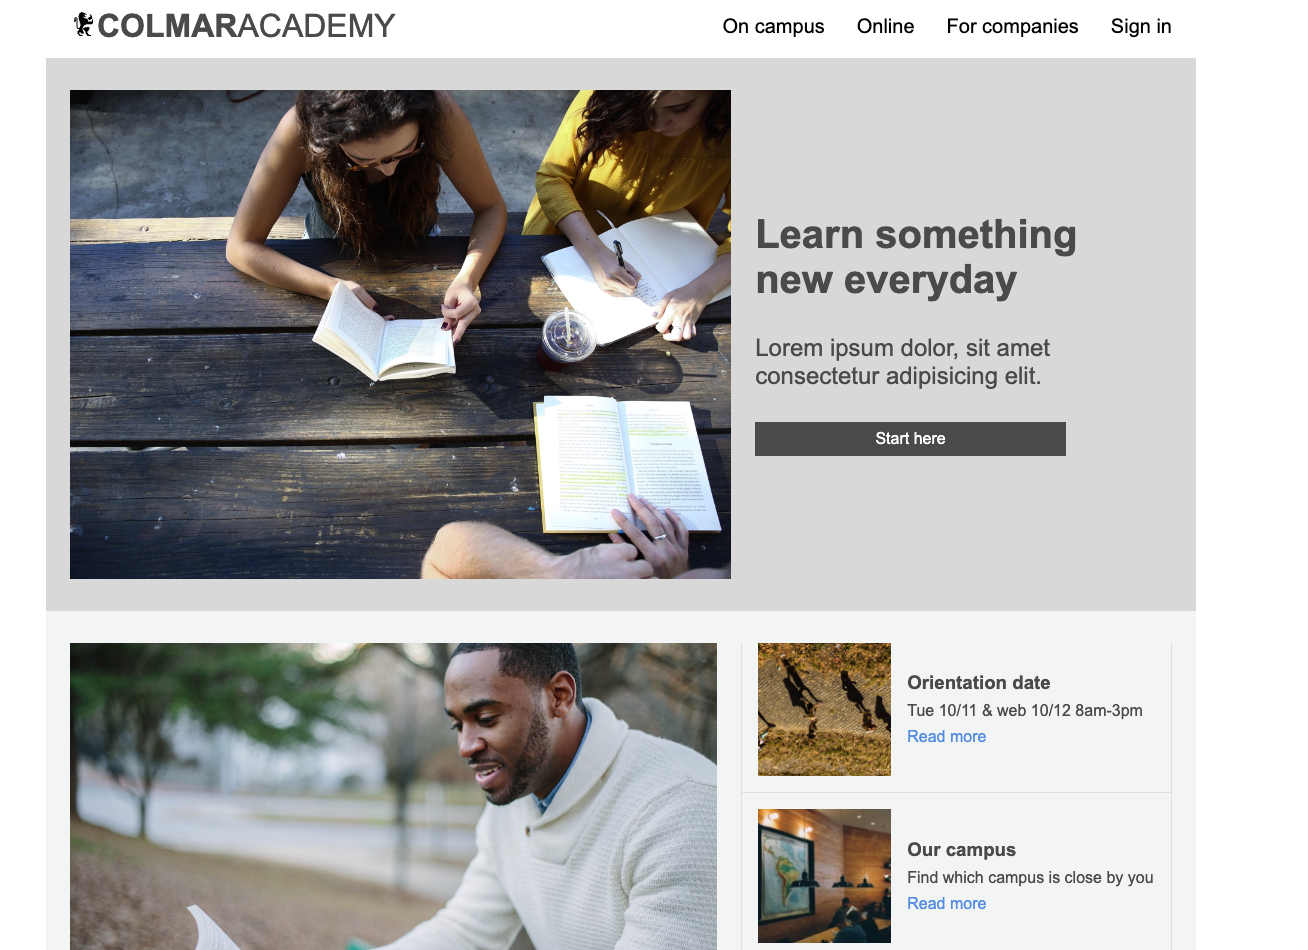 COLMARACADEMY
On campus Online For companies Sign in
Learn something
new everyday
Lorem ipsum dolor, sit amet
consectetur adipisicing elit.
Start here
Orientation date
Tue 10/11 & web 10/12 8am-3pm
Read more
Our campus
Find which campus is close by you
Read more